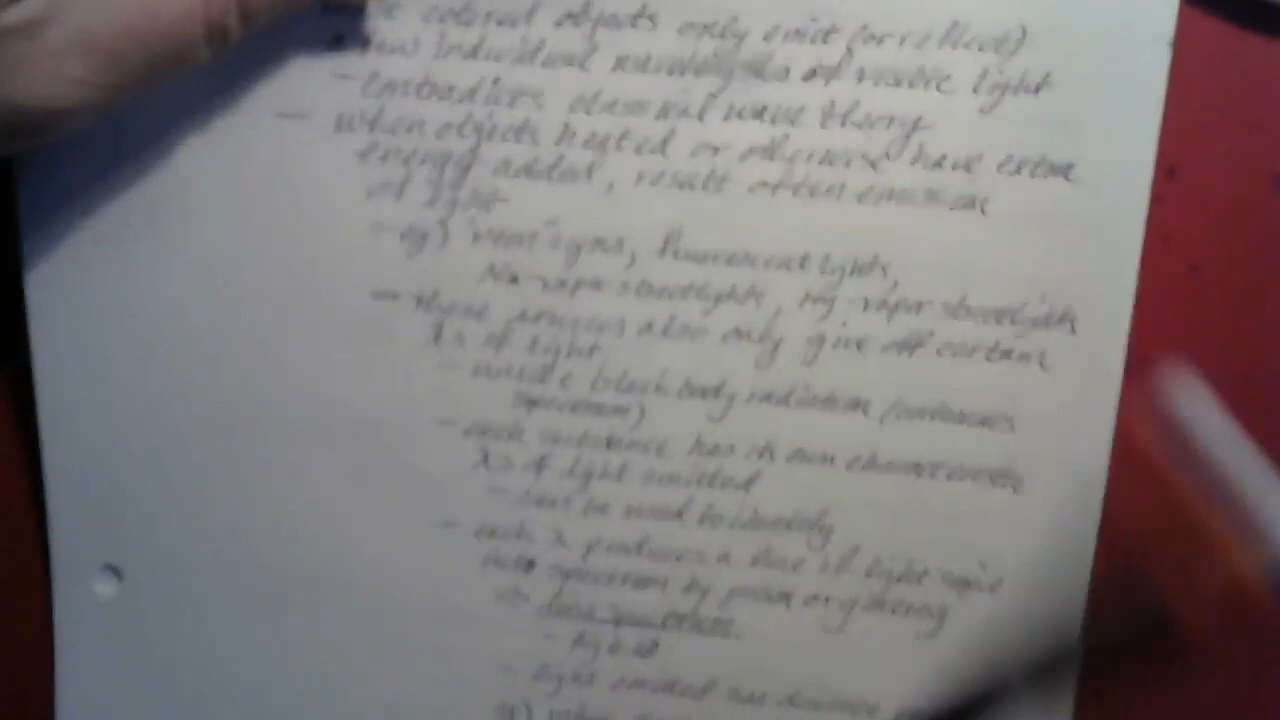 colored objects only emit (or reflect)
individual wavelengths of visible light
- contradicts classical wave theory
- when objects heated or otherwise have extra
energy added, result often emission
of light
- eg) "neon" signs, fluorescent lights,
Na-vapor streetlights, Hg-vapor streetlights
- these also only give off certain
λs of light
- unlike black body radiation (continuous
spectrum)
- each substance has its own characteristic
λs of light emitted
- can be used to identify
- each λ produces a line of light
into spectrum by prism or grating
line spectrum
- light emitted has